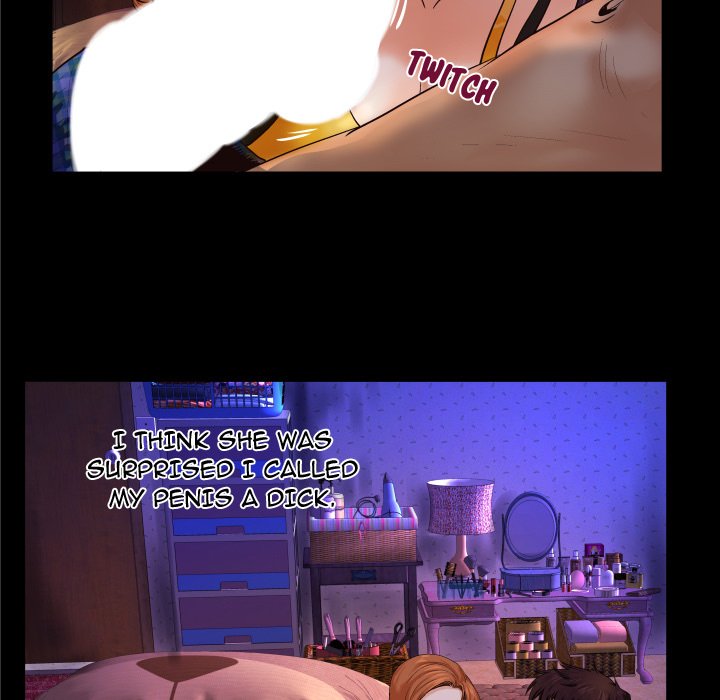 TWITCH
I THINK SHE WAS
SURPRISED I CALLED
MY PENIS A DICK.